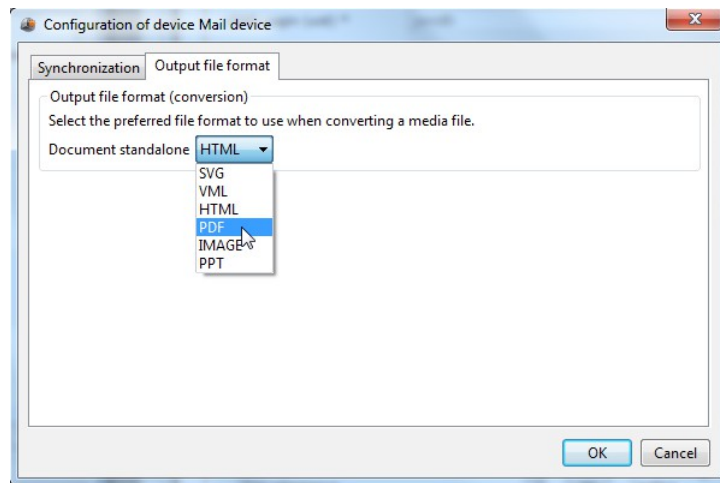 Configuration of device Mail device
Synchronization Output file format
Output file format (conversion)
Select the preferred file format to use when converting a media file.
Document standalone HTML
SVG
VML
HTML
PDF
IMAGE
PPT
OK Cancel